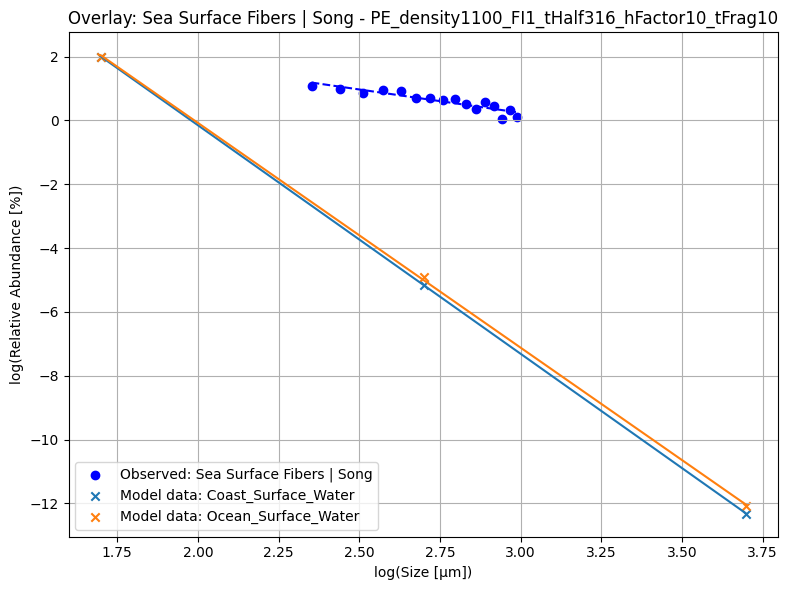 Overlay: Sea Surface Fibers | Song - PE_density1100_FI1_tHalf316_hFactor10_tFrag10
2
0
−2
−4
−6
−8
−10
−12
log(Relative Abundance [%])
Observed: Sea Surface Fibers | Song
Model data: Coast_Surface_Water
Model data: Ocean_Surface_Water
1.75 2.00 2.25 2.50 2.75 3.00 3.25 3.50 3.75
log(Size [μm])